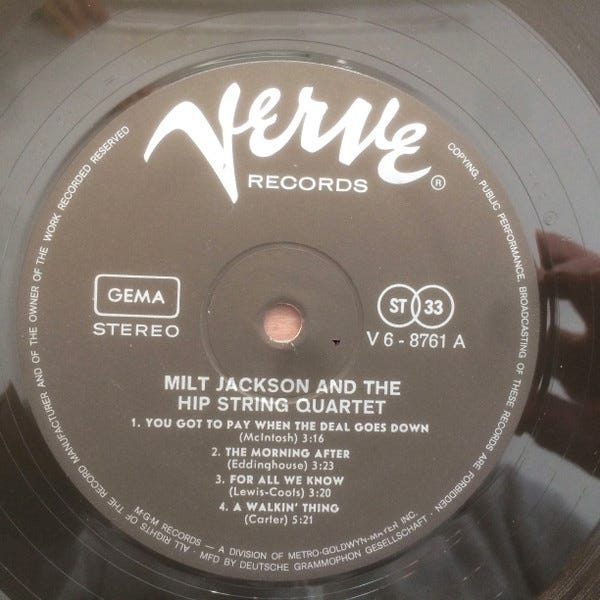 Verve
RECORDS
®
ALL RIGHTS OF THE RECORD MANUFACTURER AND OF THE OWNER OF THE WORK RECORDED RESERVED
COPYING, PUBLIC PERFORMANCE, BROADCASTING OF THESE RECORDS ARE FORBIDDEN
GEMA
STEREO
ST 33
V 6 - 8761 A
MILT JACKSON AND THE
HIP STRING QUARTET
1. YOU GOT TO PAY WHEN THE DEAL GOES DOWN
(McIntosh) 3:16
2. THE MORNING AFTER
(Eddinghouse) 3:23
3. FOR ALL WE KNOW
(Lewis-Coots) 3:20
4. A WALKIN' THING
(Carter) 5:21
M·G·M RECORDS — A DIVISION OF METRO-GOLDWYN-MAYER INC.
· MFD BY DEUTSCHE GRAMMOPHON GESELLSCHAFT ·